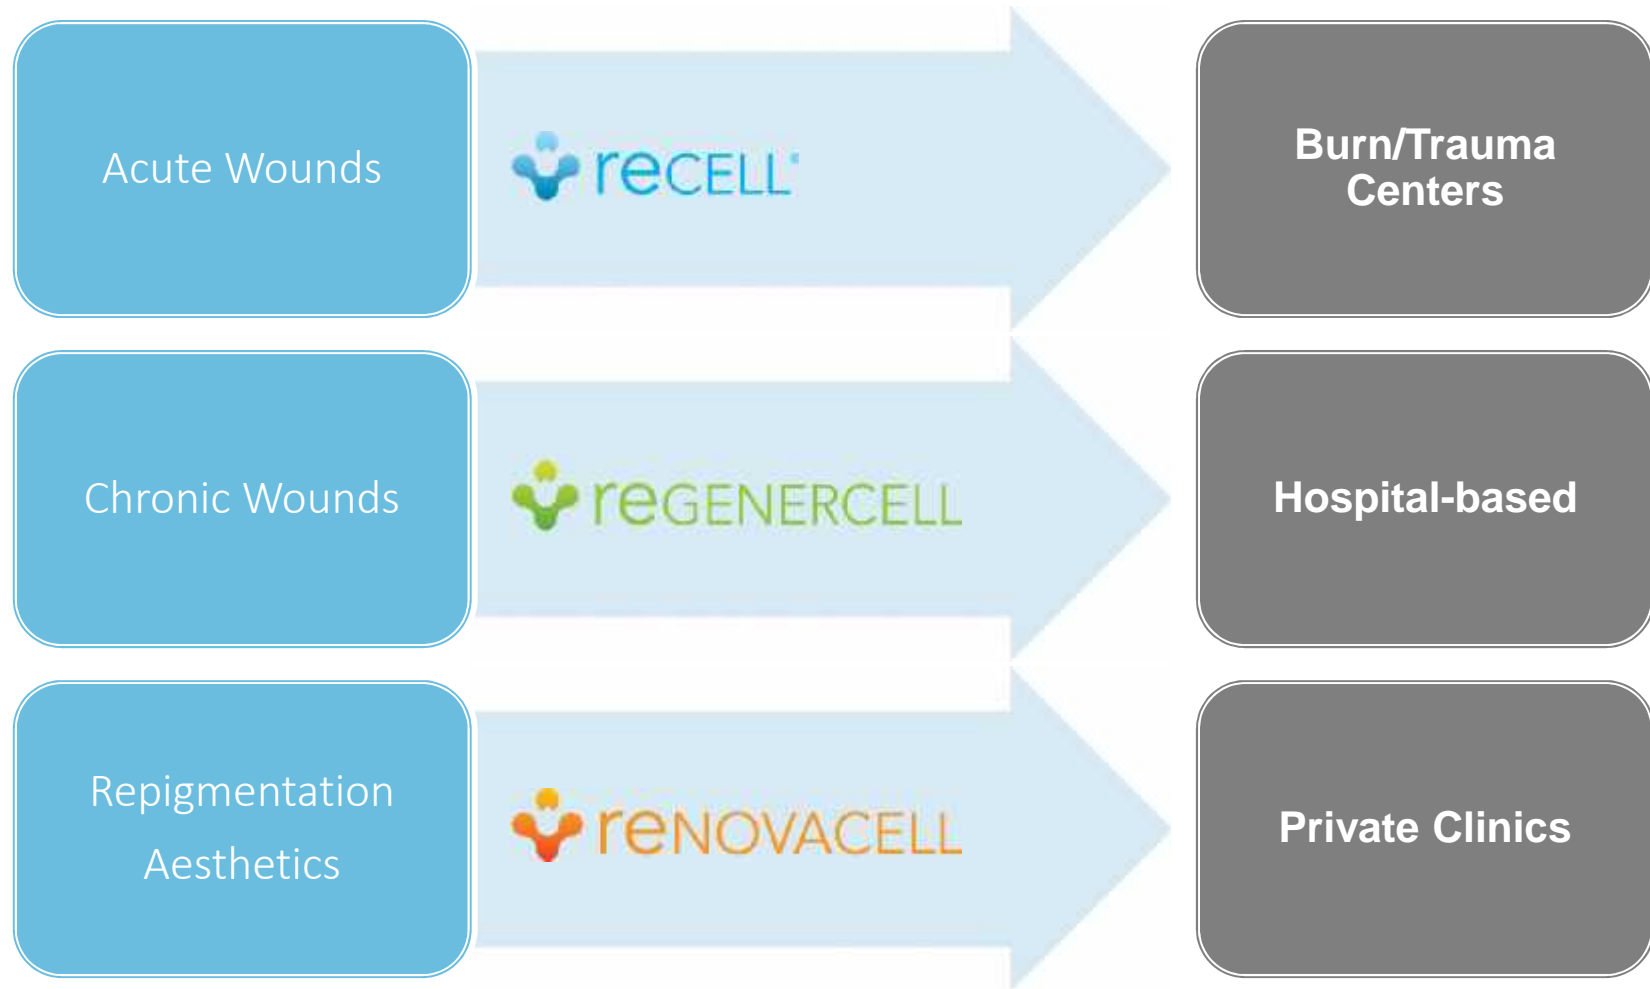 Acute Wounds
reCELL®
Burn/Trauma
Centers
Chronic Wounds
reGENERCELL
Hospital-based
Repigmentation
Aesthetics
reNOVACELL
Private Clinics